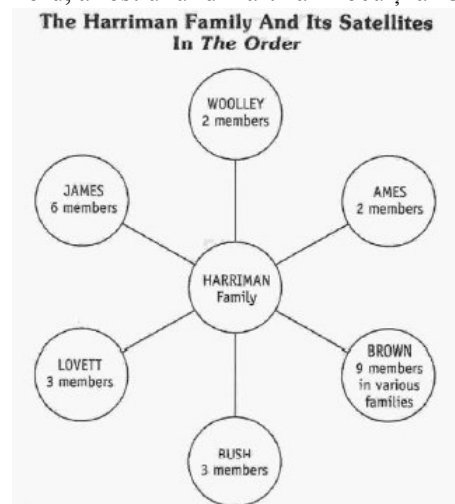 The Harriman Family And Its Satellites
In The Order
WOOLLEY
2 members
JAMES
6 members
AMES
2 members
HARRIMAN
Family
LOVETT
3 members
BROWN
9 members
in various
families
BUSH
3 members